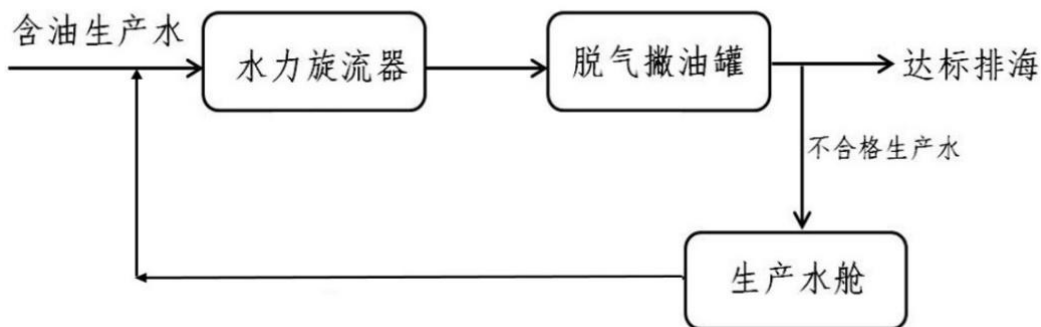 含油生产水
水力旋流器
脱气撇油罐
达标排海
不合格生产水
生产水舱